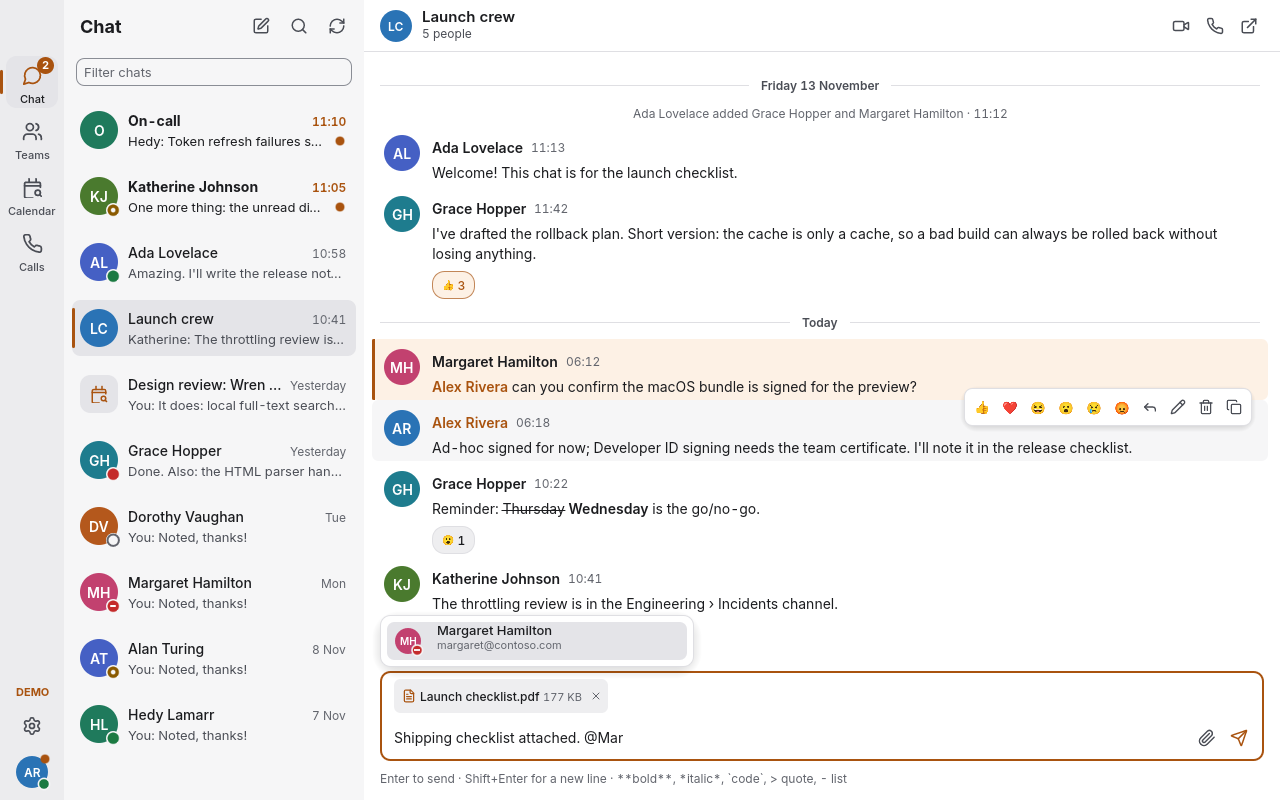 2
Chat
Teams
Calendar
Calls
DEMO
AR
Chat
Filter chats
O
On-call
11:10
Hedy: Token refresh failures s...
KJ
Katherine Johnson
11:05
One more thing: the unread di...
AL
Ada Lovelace
10:58
Amazing. I'll write the release not...
LC
Launch crew
10:41
Katherine: The throttling review is...
Design review: Wren ...
Yesterday
You: It does: local full-text search...
GH
Grace Hopper
Yesterday
Done. Also: the HTML parser han...
DV
Dorothy Vaughan
Tue
You: Noted, thanks!
MH
Margaret Hamilton
Mon
You: Noted, thanks!
AT
Alan Turing
8 Nov
You: Noted, thanks!
HL
Hedy Lamarr
7 Nov
You: Noted, thanks!
LC
Launch crew
5 people
Friday 13 November
Ada Lovelace added Grace Hopper and Margaret Hamilton · 11:12
AL
Ada Lovelace 11:13
Welcome! This chat is for the launch checklist.
GH
Grace Hopper 11:42
I've drafted the rollback plan. Short version: the cache is only a cache, so a bad build can always be rolled back without
losing anything.
👍 3
Today
MH
Margaret Hamilton 06:12
Alex Rivera can you confirm the macOS bundle is signed for the preview?
AR
Alex Rivera 06:18
Ad-hoc signed for now; Developer ID signing needs the team certificate. I'll note it in the release checklist.
GH
Grace Hopper 10:22
Reminder: Thursday Wednesday is the go/no-go.
😮 1
KJ
Katherine Johnson 10:41
The throttling review is in the Engineering › Incidents channel.
MH
Margaret Hamilton
margaret@contoso.com
Launch checklist.pdf 177 KB
Shipping checklist attached. @Mar
Enter to send · Shift+Enter for a new line · **bold**, *italic*, `code`, > quote, - list